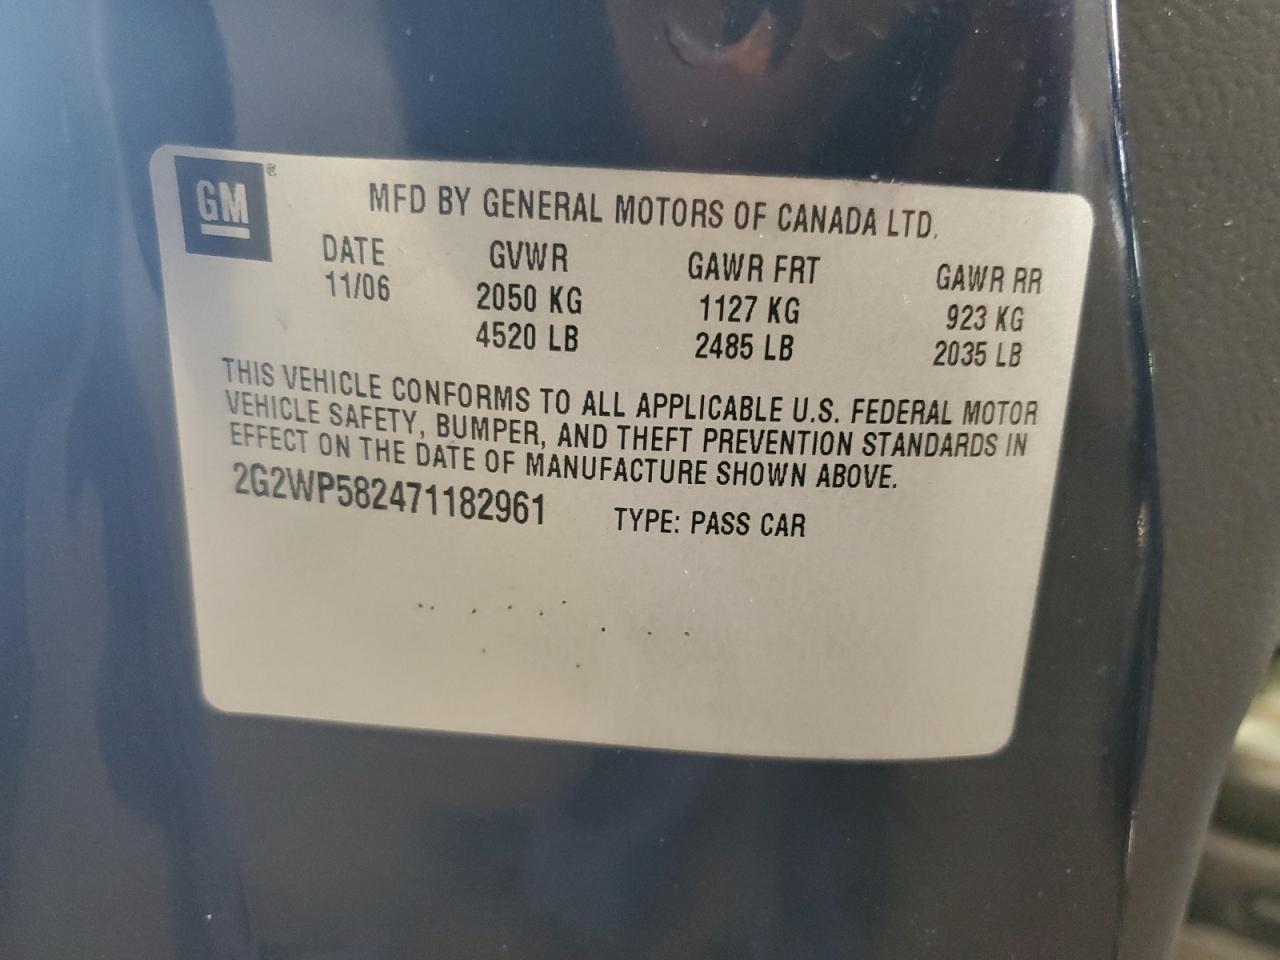 GM ®
MFD BY GENERAL MOTORS OF CANADA LTD.
DATE GVWR GAWR FRT GAWR RR
11/06 2050 KG 1127 KG 923 KG
4520 LB 2485 LB 2035 LB
THIS VEHICLE CONFORMS TO ALL APPLICABLE U.S. FEDERAL MOTOR
VEHICLE SAFETY, BUMPER, AND THEFT PREVENTION STANDARDS IN
EFFECT ON THE DATE OF MANUFACTURE SHOWN ABOVE.
2G2WP582471182961 TYPE: PASS CAR